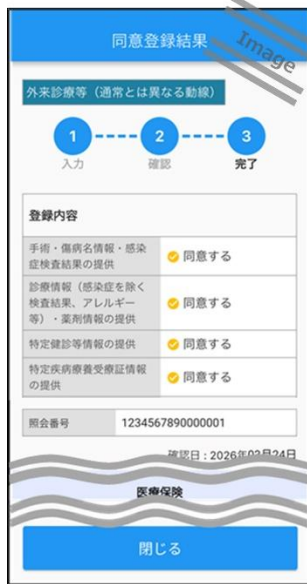 同意登録結果
Image
外来診療等（通常とは異なる動線）
1 2 3
入力 確認 完了
登録内容
手術・傷病名情報・感染
症検査結果の提供
同意する
診療情報（感染症を除く
検査結果、アレルギー
等）・薬剤情報の提供
同意する
特定健診等情報の提供
同意する
特定疾病療養受療証情報
の提供
同意する
照会番号 1234567890000001
確認日：2026年02月24日
医療保険
閉じる